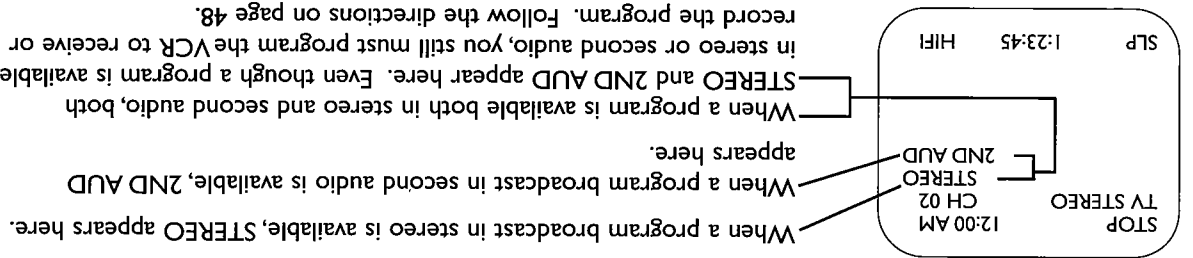 STOP 12:00 AM
TV STEREO CH 02
STEREO
2ND AUD
SLP 1:23:45 HIFI
When a program broadcast in stereo is available, STEREO appears here.
When a program broadcast in second audio is available, 2ND AUD
appears here.
When a program is available both in stereo and second audio, both
STEREO and 2ND AUD appear here. Even though a program is available
in stereo or second audio, you still must program the VCR to receive or
record the program. Follow the directions on page 48.